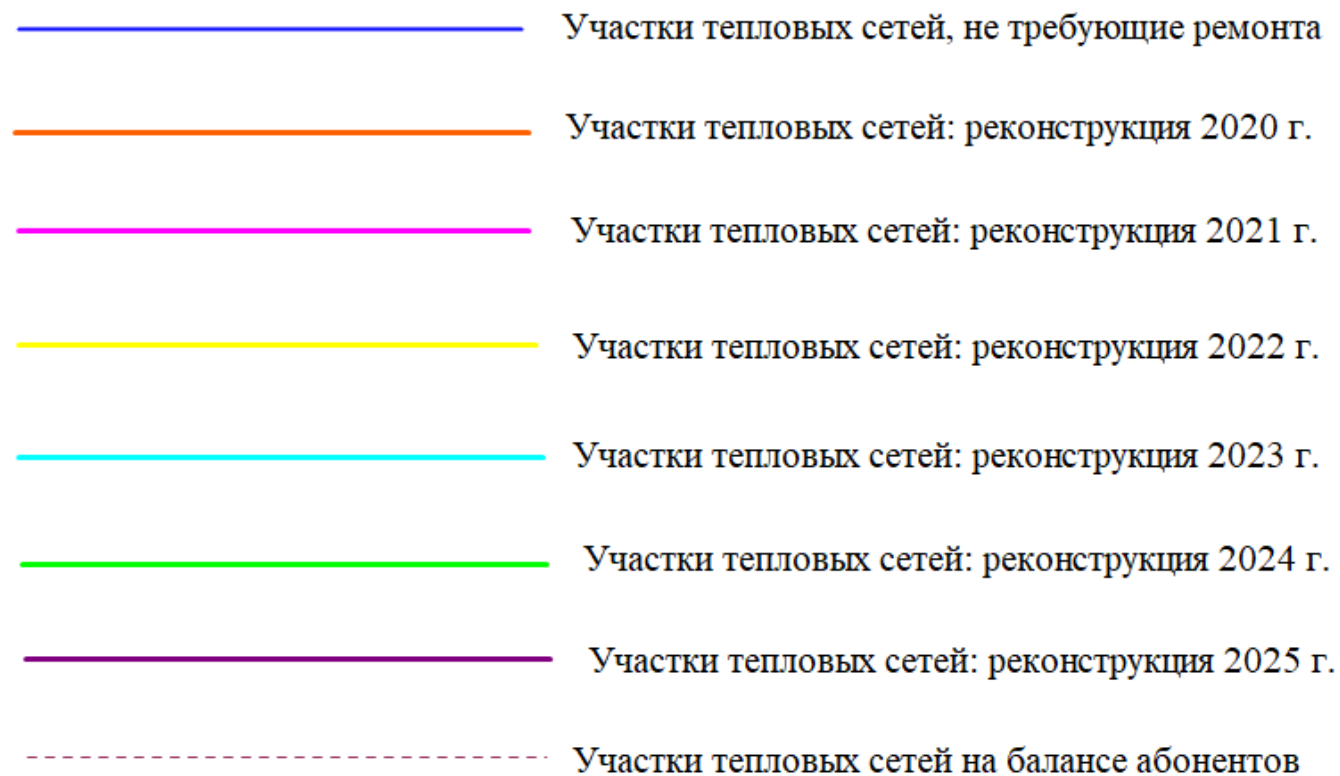 Участки тепловых сетей, не требующие ремонта
Участки тепловых сетей: реконструкция 2020 г.
Участки тепловых сетей: реконструкция 2021 г.
Участки тепловых сетей: реконструкция 2022 г.
Участки тепловых сетей: реконструкция 2023 г.
Участки тепловых сетей: реконструкция 2024 г.
Участки тепловых сетей: реконструкция 2025 г.
Участки тепловых сетей на балансе абонентов